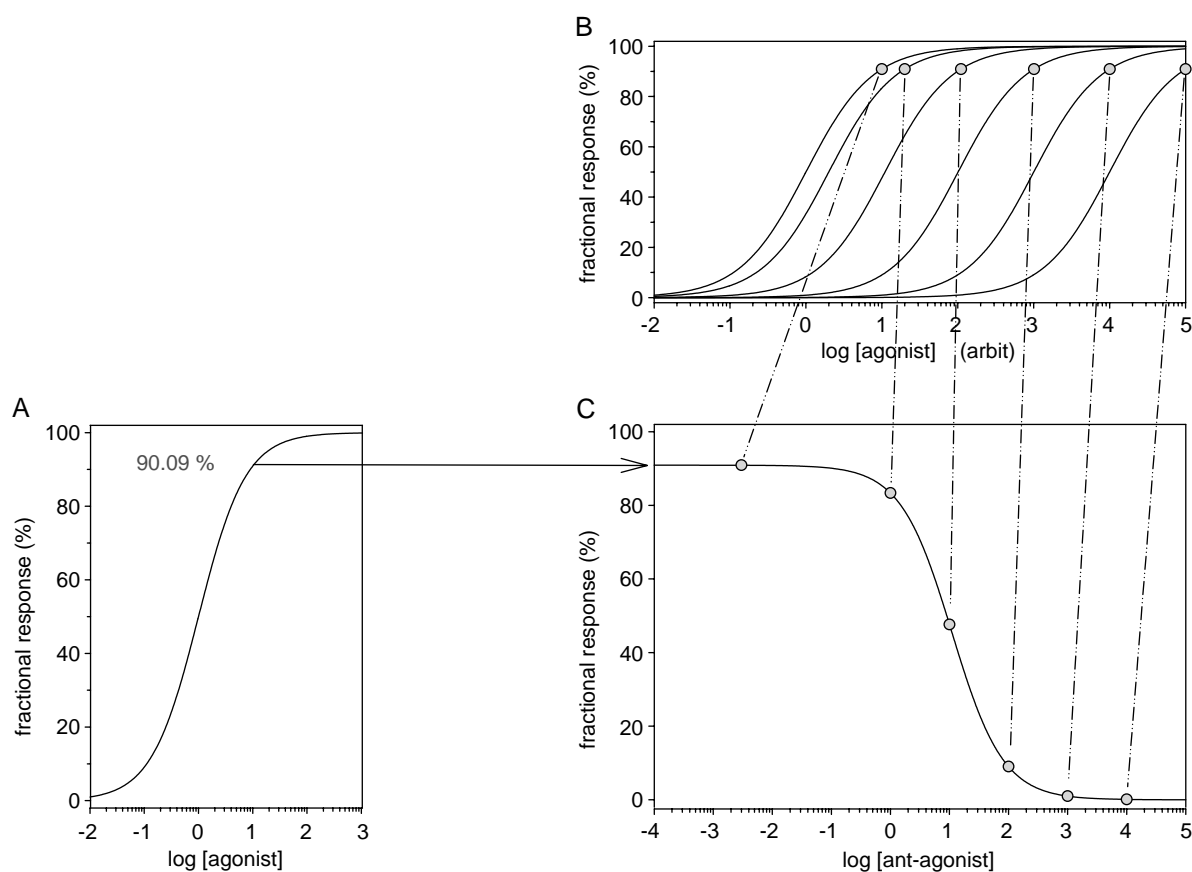 B
100
80
60
40
20
0
fractional response (%)
-2 -1 0 1 2 3 4 5
log [agonist] (arbit)
A
100
80
60
40
20
0
90.09 %
fractional response (%)
-2 -1 0 1 2 3
log [agonist]
C
100
80
60
40
20
0
fractional response (%)
-4 -3 -2 -1 0 1 2 3 4 5
log [ant-agonist]